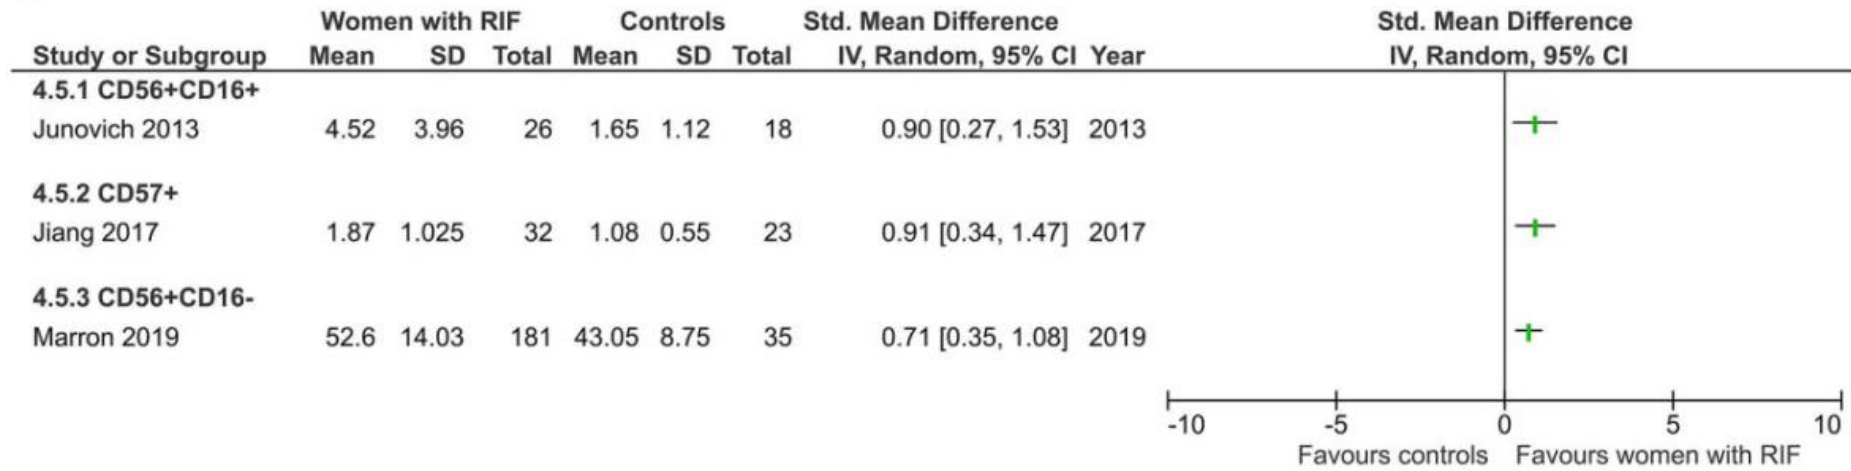 Women with RIF Controls Std. Mean Difference Std. Mean Difference
Study or Subgroup Mean SD Total Mean SD Total IV, Random, 95% CI Year IV, Random, 95% CI
4.5.1 CD56+CD16+
Junovich 2013 4.52 3.96 26 1.65 1.12 18 0.90 [0.27, 1.53] 2013
4.5.2 CD57+
Jiang 2017 1.87 1.025 32 1.08 0.55 23 0.91 [0.34, 1.47] 2017
4.5.3 CD56+CD16-
Marron 2019 52.6 14.03 181 43.05 8.75 35 0.71 [0.35, 1.08] 2019
-10 -5 0 5 10
Favours controls Favours women with RIF